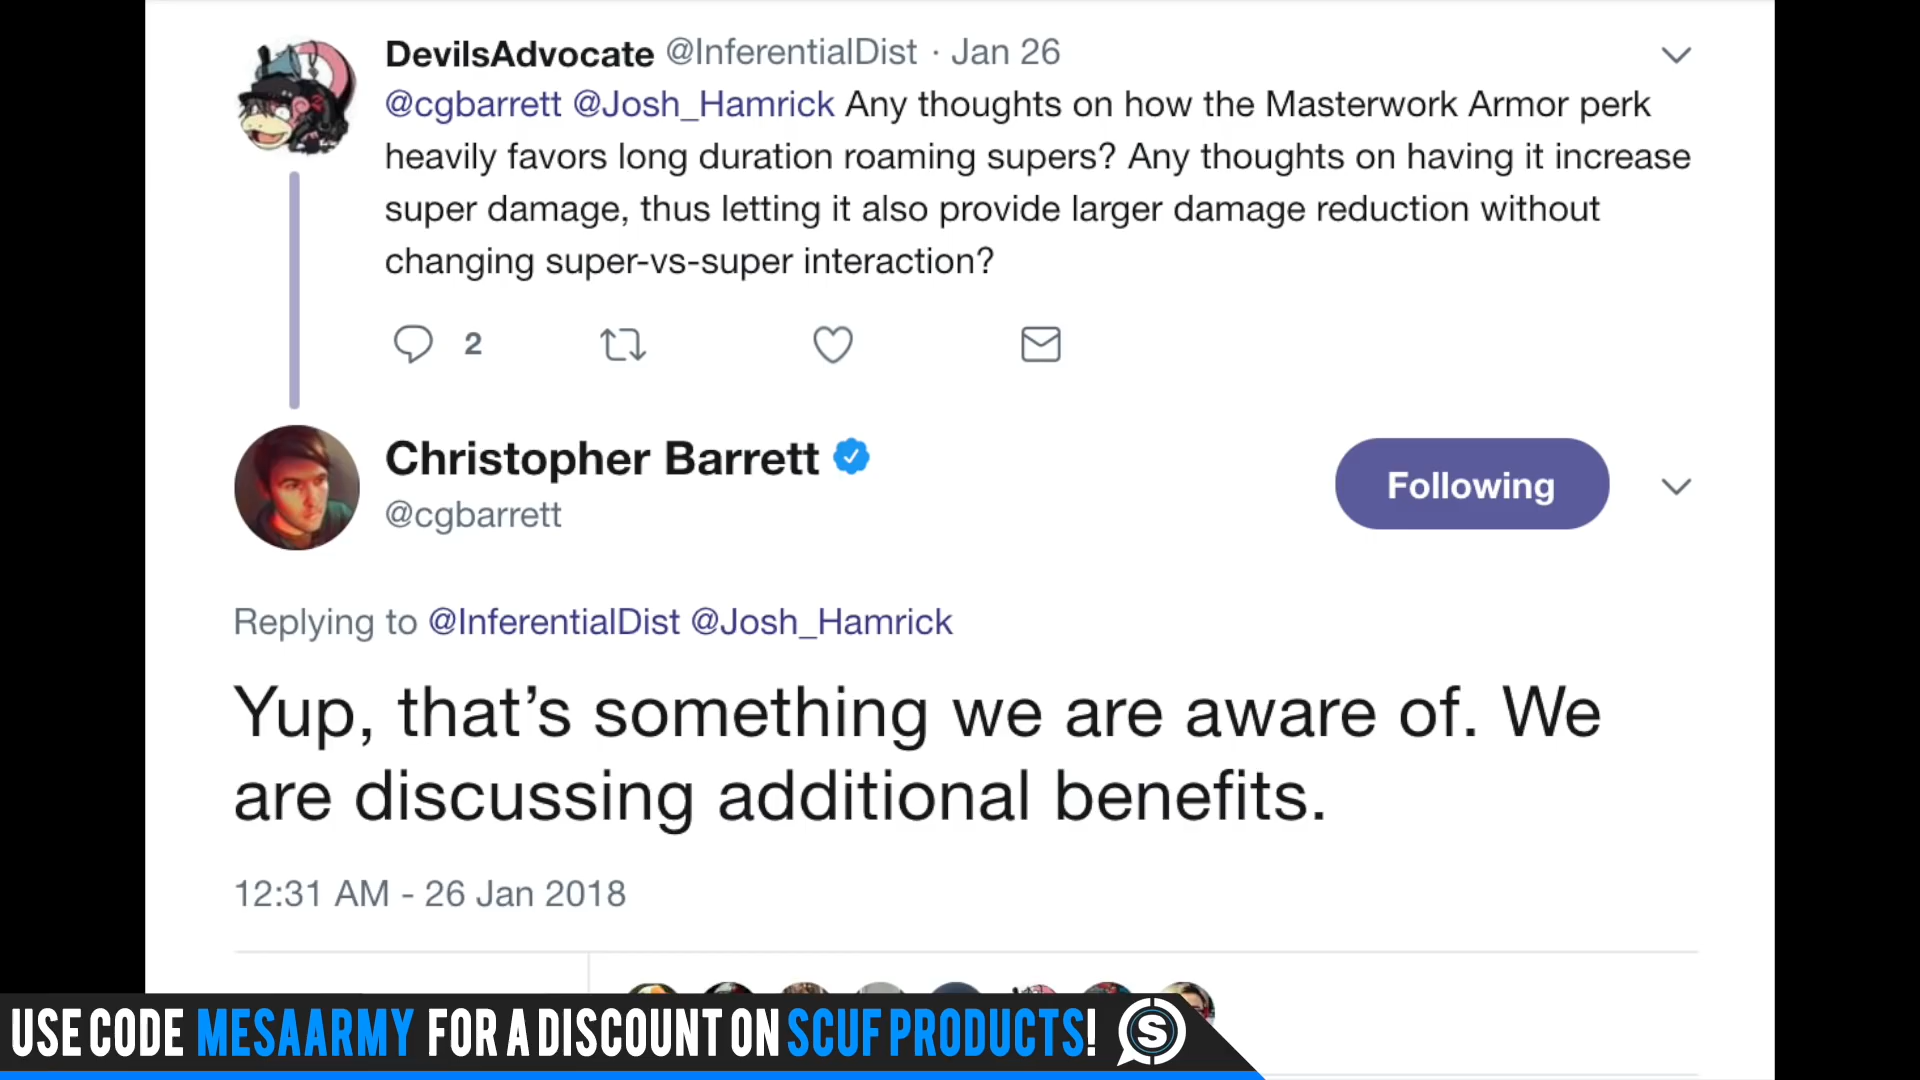 DevilsAdvocate @InferentialDist · Jan 26
@cgbarrett @Josh_Hamrick Any thoughts on how the Masterwork Armor perk
heavily favors long duration roaming supers? Any thoughts on having it increase
super damage, thus letting it also provide larger damage reduction without
changing super-vs-super interaction?
2
Christopher Barrett
@cgbarrett
Following
Replying to @InferentialDist @Josh_Hamrick
Yup, that’s something we are aware of. We
are discussing additional benefits.
12:31 AM - 26 Jan 2018
USE CODE MESAARMY FOR A DISCOUNT ON SCUF PRODUCTS!
S